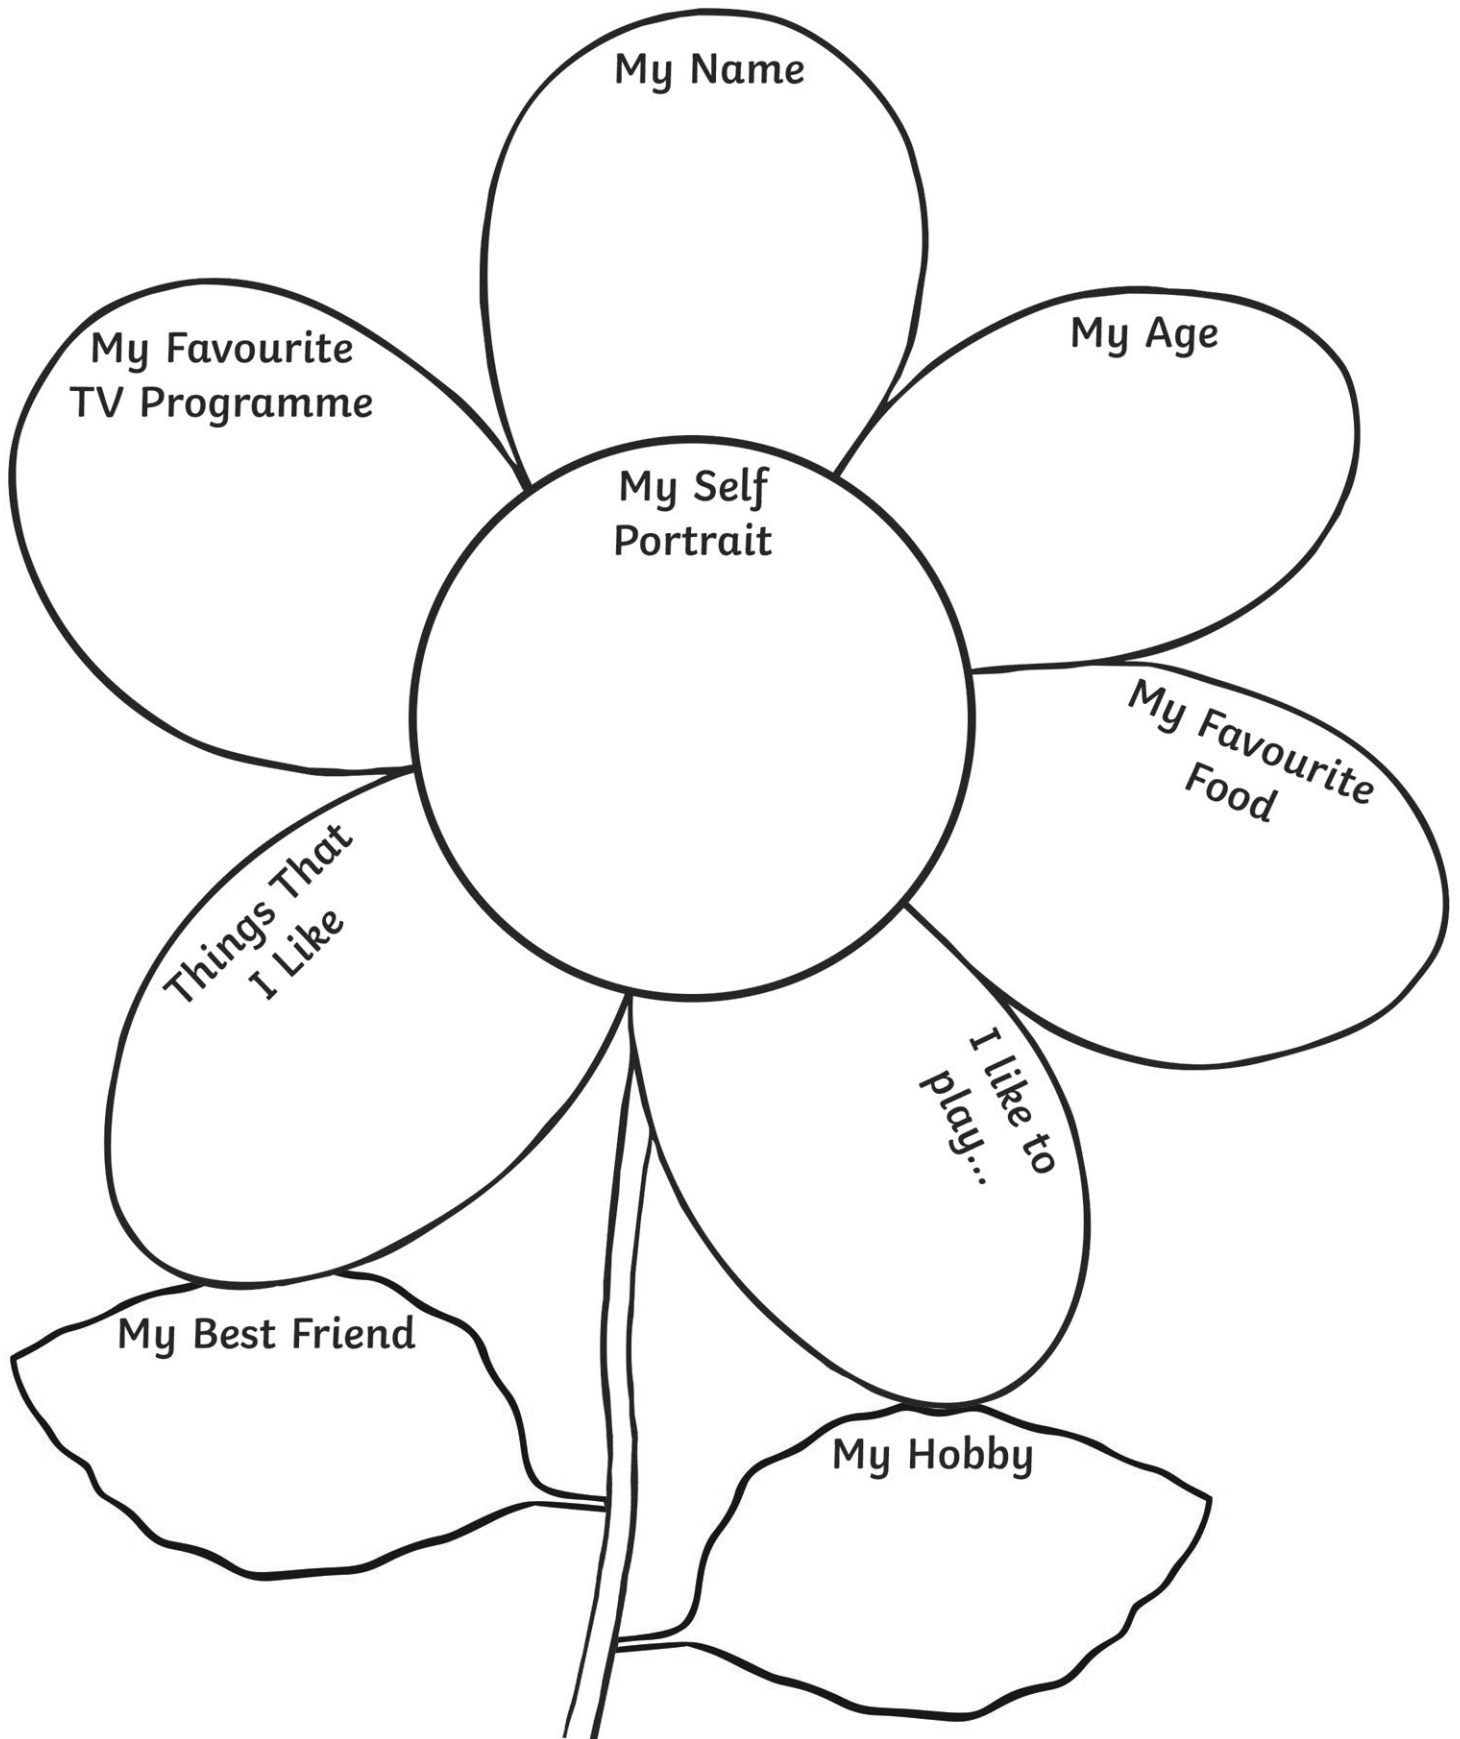 My Name
My Favourite
TV Programme
My Age
My Self
Portrait
My Favourite
Food
Things That
I Like
I like to
play...
My Best Friend
My Hobby